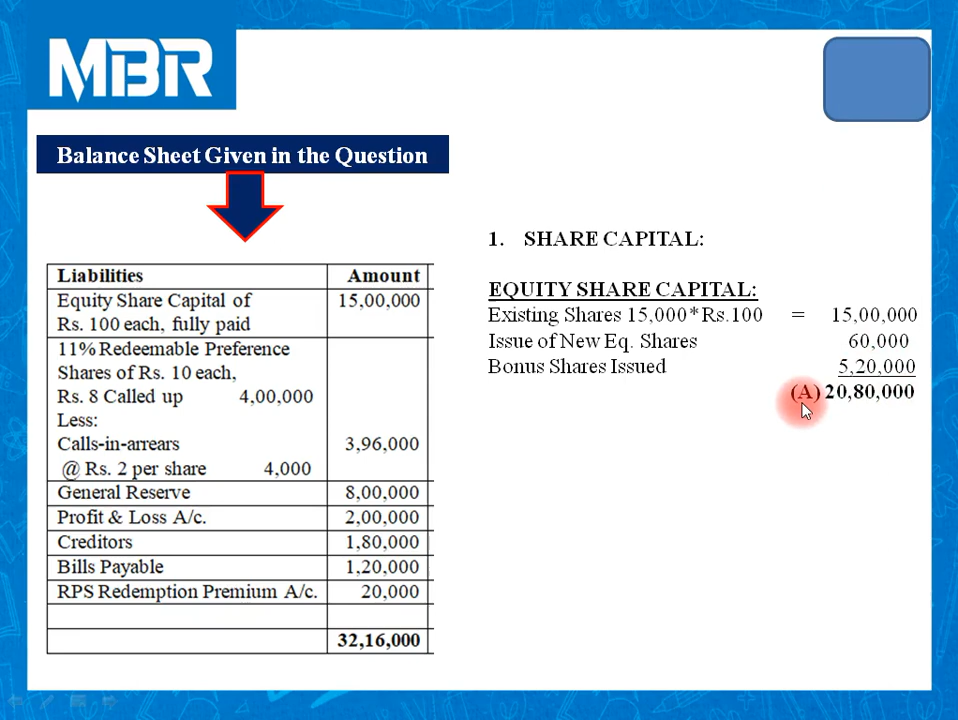 MBR
Balance Sheet Given in the Question
Liabilities Amount
Equity Share Capital of 15,00,000
Rs. 100 each, fully paid
11% Redeemable Preference
Shares of Rs. 10 each,
Rs. 8 Called up 4,00,000
Less:
Calls-in-arrears 3,96,000
@ Rs. 2 per share 4,000
General Reserve 8,00,000
Profit & Loss A/c. 2,00,000
Creditors 1,80,000
Bills Payable 1,20,000
RPS Redemption Premium A/c. 20,000
32,16,000
1. SHARE CAPITAL:
EQUITY SHARE CAPITAL:
Existing Shares 15,000*Rs.100 = 15,00,000
Issue of New Eq. Shares 60,000
Bonus Shares Issued 5,20,000
(A) 20,80,000